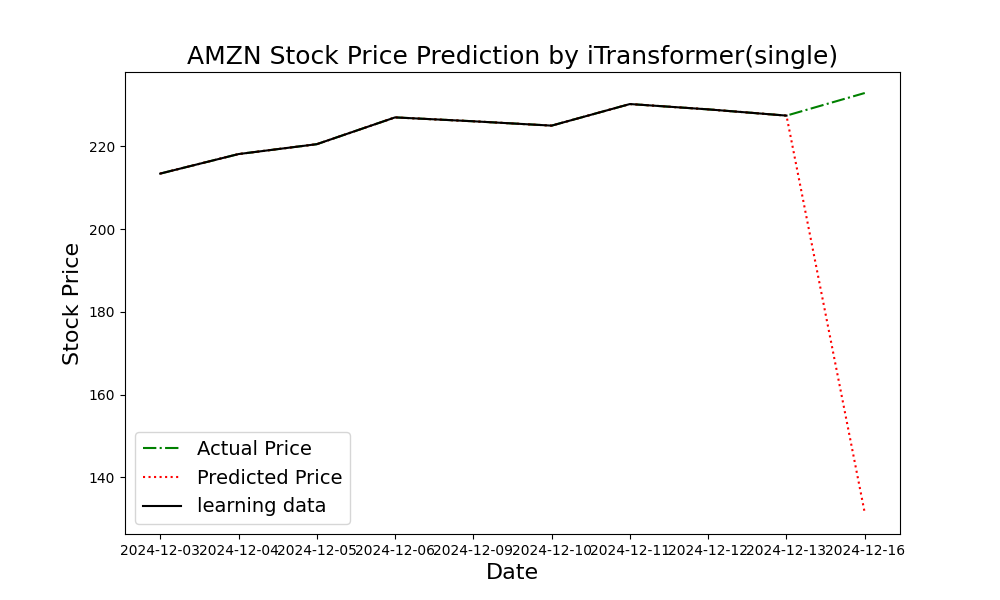 AMZN Stock Price Prediction by iTransformer(single)
Stock Price
220
200
180
160
140
Actual Price
Predicted Price
learning data
2024-12-03 2024-12-04 2024-12-05 2024-12-06 2024-12-09 2024-12-10 2024-12-11 2024-12-12 2024-12-13 2024-12-16
Date